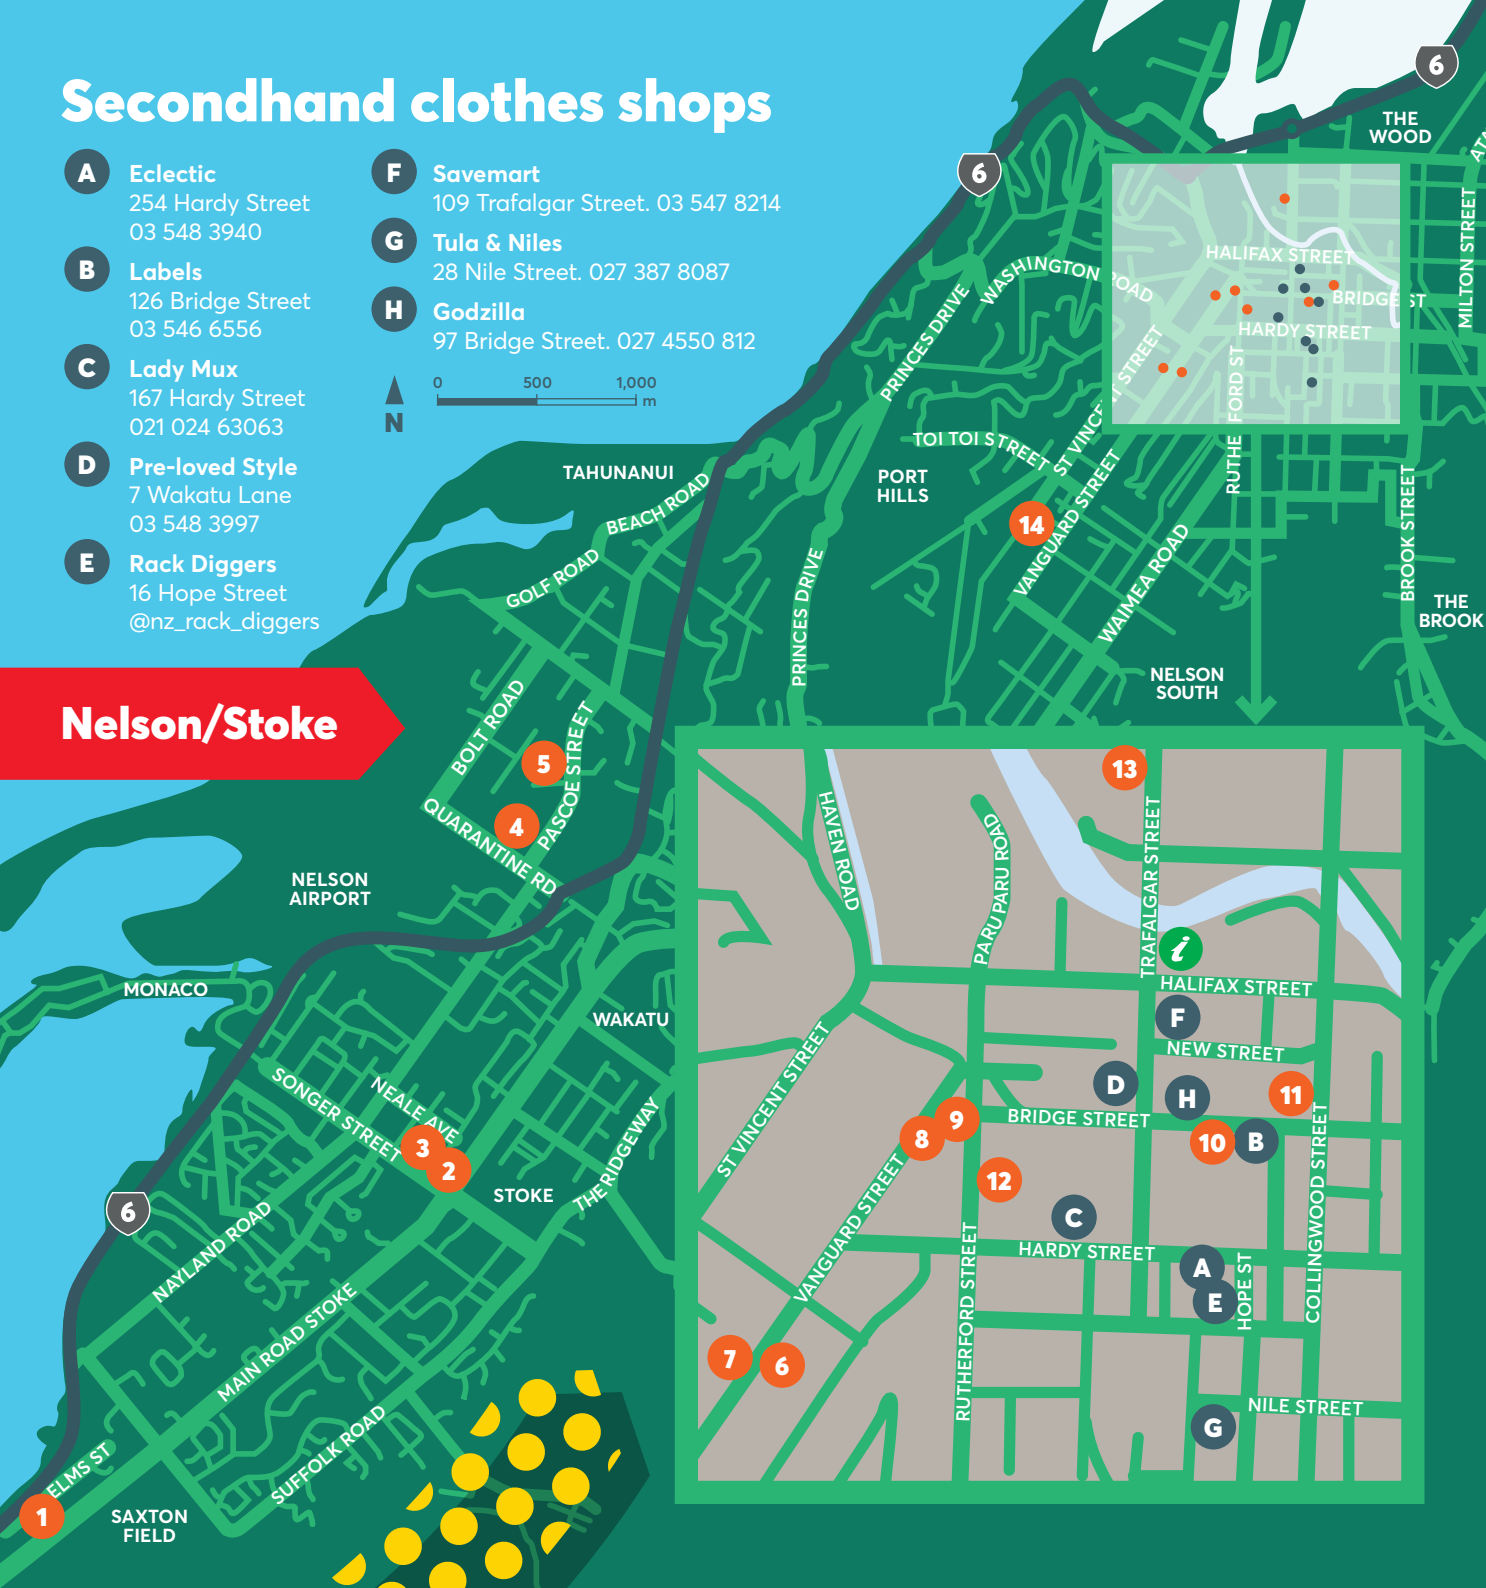 Secondhand clothes shops
A
Eclectic
254 Hardy Street
03 548 3940
B
Labels
126 Bridge Street
03 546 6556
C
Lady Mux
167 Hardy Street
021 024 63063
D
Pre-loved Style
7 Wakatu Lane
03 548 3997
E
Rack Diggers
16 Hope Street
@nz_rack_diggers
F
Savemart
109 Trafalgar Street. 03 547 8214
G
Tula & Niles
28 Nile Street. 027 387 8087
H
Godzilla
97 Bridge Street. 027 4550 812
N
0 500 1,000
m
Nelson/Stoke
6
6
THE
WOOD
MILTON STREET
HALIFAX STREET
BRIDGE ST
HARDY STREET
WASHINGTON ROAD
PRINCES DRIVE
TOI TOI STREET
ST VINCENT STREET
RUTHERFORD ST
PORT
HILLS
14
VANGUARD STREET
WAIMEA ROAD
BROOK STREET
THE
BROOK
NELSON
SOUTH
TAHUNANUI
BEACH ROAD
GOLF ROAD
PRINCES DRIVE
BOLT ROAD
5
PASCOE STREET
4
QUARANTINE RD
NELSON
AIRPORT
MONACO
WAKATU
SONGER STREET
NEALE AVE
3
2
STOKE
THE RIDGEWAY
6
NAYLAND ROAD
MAIN ROAD STOKE
SUFFOLK ROAD
ELMS ST
1
SAXTON
FIELD
13
HAVEN ROAD
PARU PARU ROAD
TRAFALGAR STREET
i
HALIFAX STREET
F
NEW STREET
ST VINCENT STREET
D
H
11
BRIDGE STREET
9
8
10
B
12
VANGUARD STREET
C
COLLINGWOOD STREET
HARDY STREET
A
E
HOPE ST
RUTHERFORD STREET
7
6
NILE STREET
G